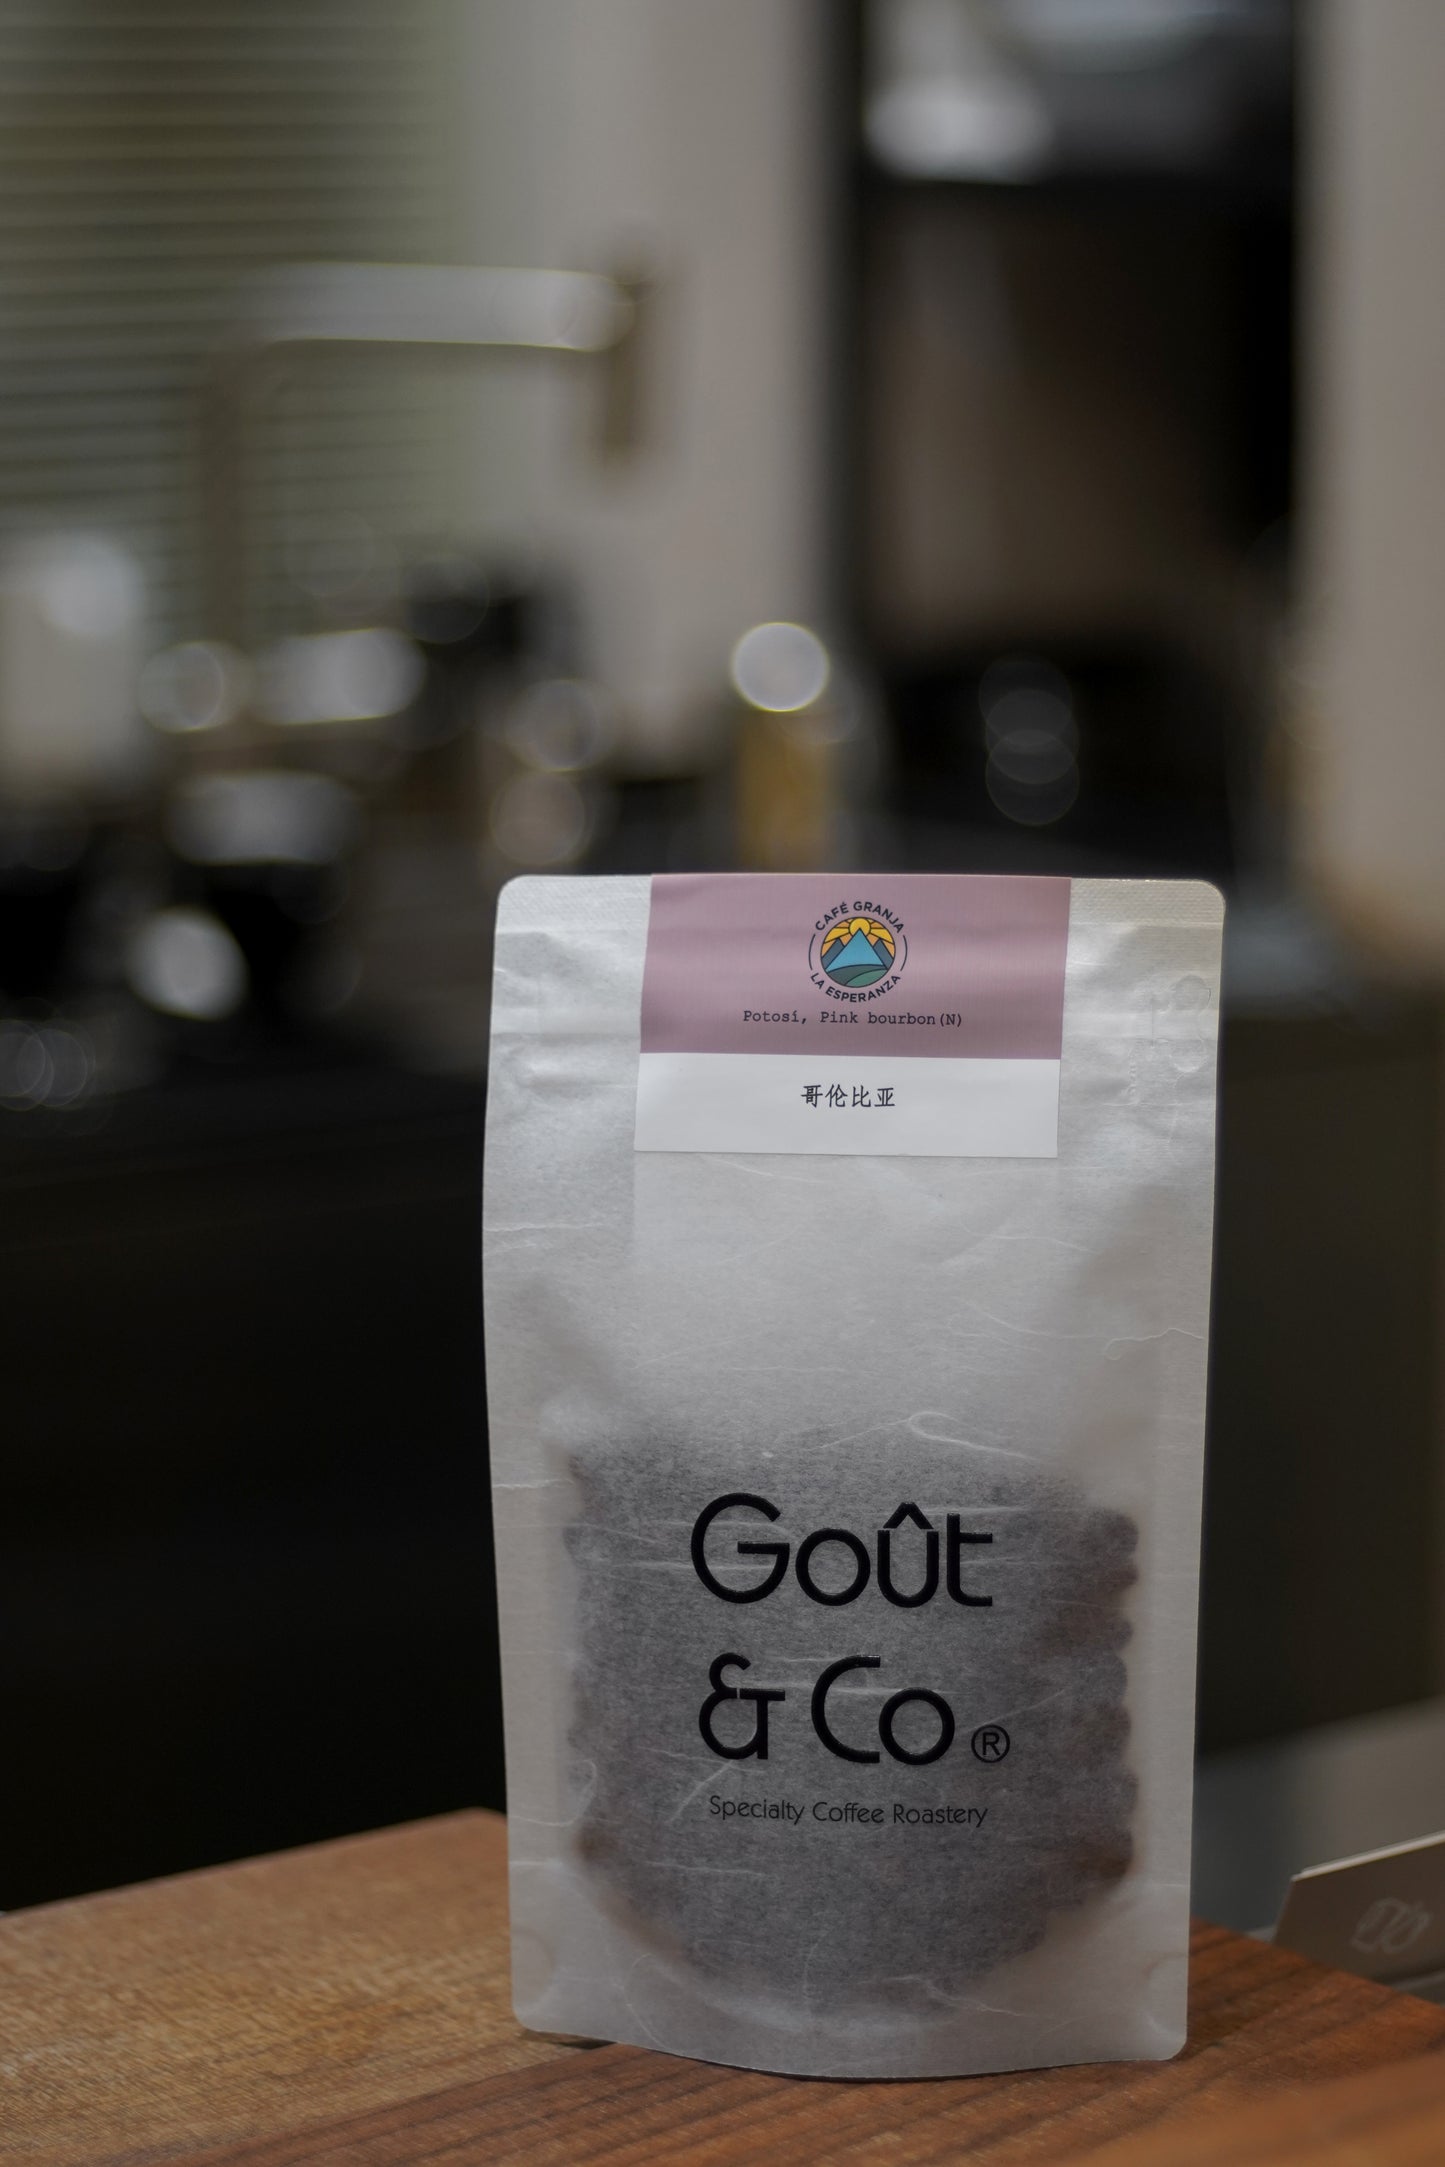 CAFÉ GRANJA
LA ESPERANZA
Potosí, Pink bourbon(N)
哥伦比亚
Goût
& Co®
Specialty Coffee Roastery